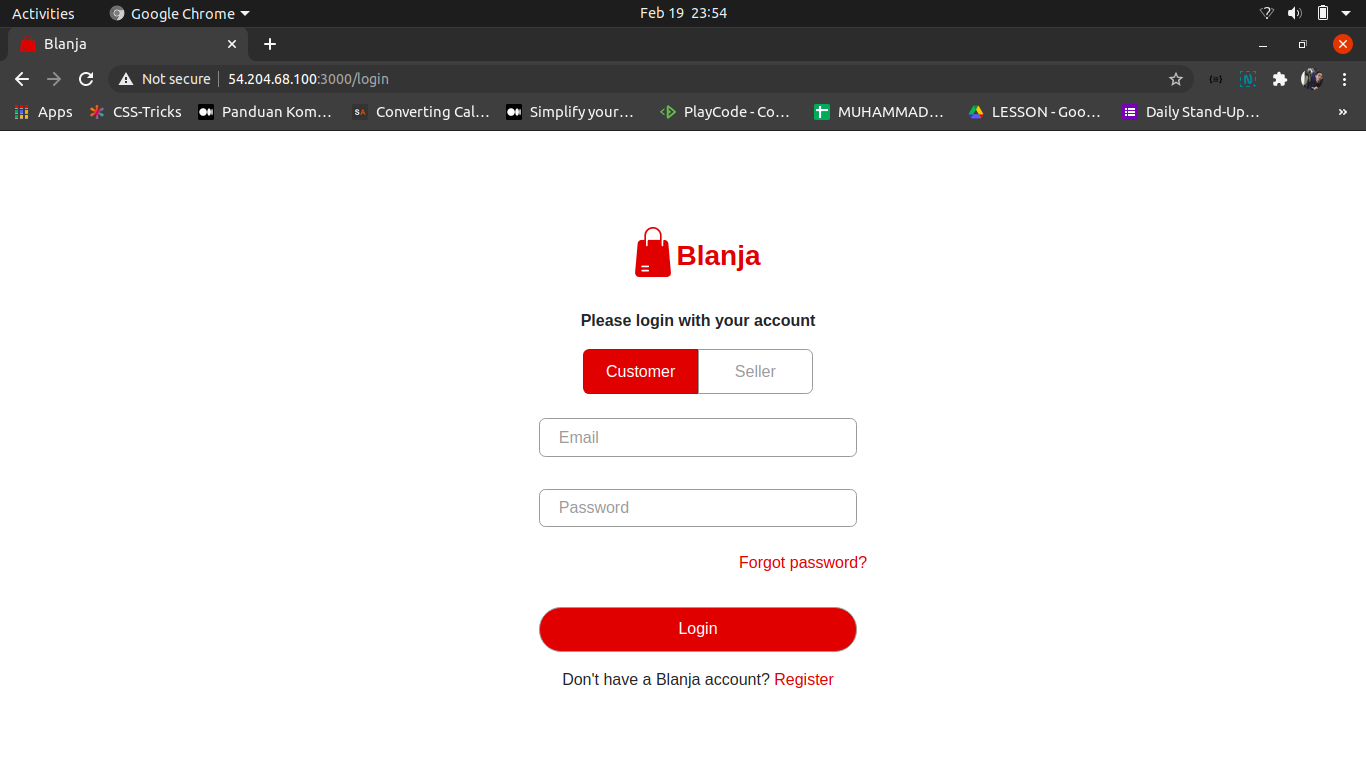 Activities Google Chrome Feb 19 23:54
Blanja
Not secure 54.204.68.100:3000/login
Apps CSS-Tricks Panduan Kom... Converting Cal... Simplify your... PlayCode - Co... MUHAMMAD... LESSON - Goo... Daily Stand-Up... »
Blanja
Please login with your account
Customer Seller
Email
Password
Forgot password?
Login
Don't have a Blanja account? Register